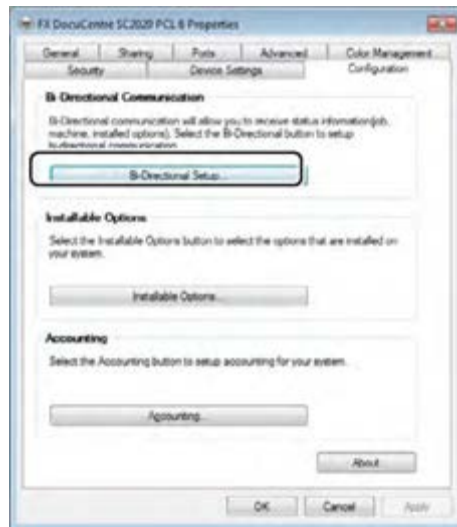 FX DocuCentre SC2020 PCL 6 Properties
General Sharing Ports Advanced Color Management
Security Device Settings Configuration
Bi-Directional Communication
Bi-Directional communication will allow you to receive status information(job,
machine, installed options). Select the Bi-Directional button to setup
bi-directional communication.
Bi-Directional Setup...
Installable Options
Select the Installable Options button to select the options that are installed on
your system.
Installable Options...
Accounting
Select the Accounting button to setup accounting for your system.
Accounting...
About
OK Cancel Apply